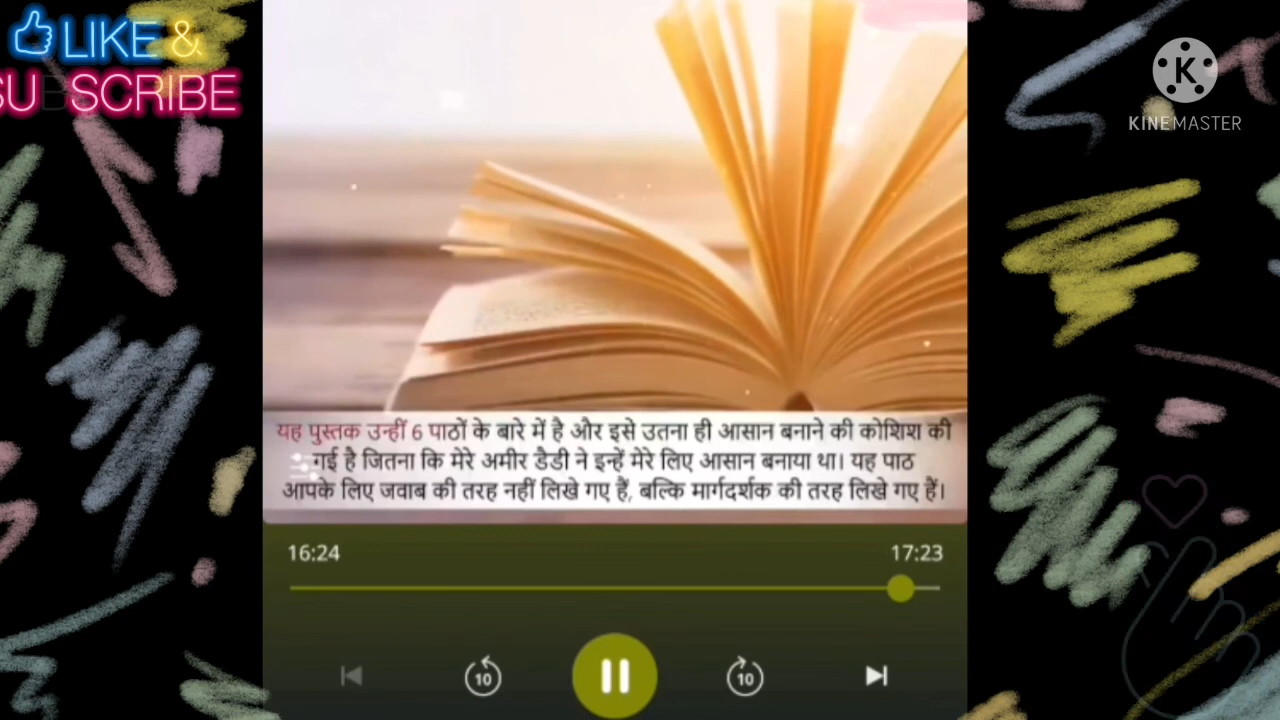 LIKE &
SUBSCRIBE
KINEMASTER
यह पुस्तक उन्हीं 6 पाठों के बारे में है और इसे उतना ही आसान बनाने की कोशिश की
गई है जितना कि मेरे अमीर डैडी ने इन्हें मेरे लिए आसान बनाया था। यह पाठ
आपके लिए जवाब की तरह नहीं लिखे गए हैं, बल्कि मार्गदर्शक की तरह लिखे गए हैं।
16:24
17:23
10
10